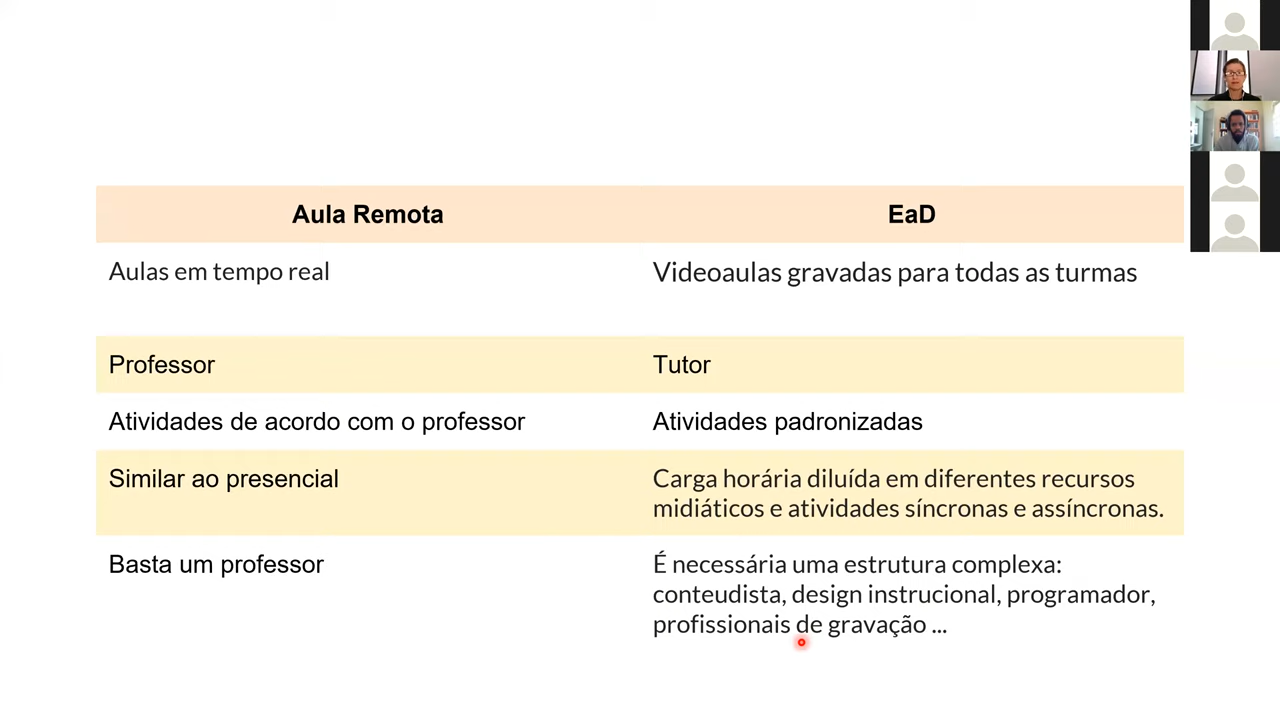 Aula Remota
EaD
Aulas em tempo real
Videoaulas gravadas para todas as turmas
Professor
Tutor
Atividades de acordo com o professor
Atividades padronizadas
Similar ao presencial
Carga horária diluída em diferentes recursos
midiáticos e atividades síncronas e assíncronas.
Basta um professor
É necessária uma estrutura complexa:
conteudista, design instrucional, programador,
profissionais de gravação ...